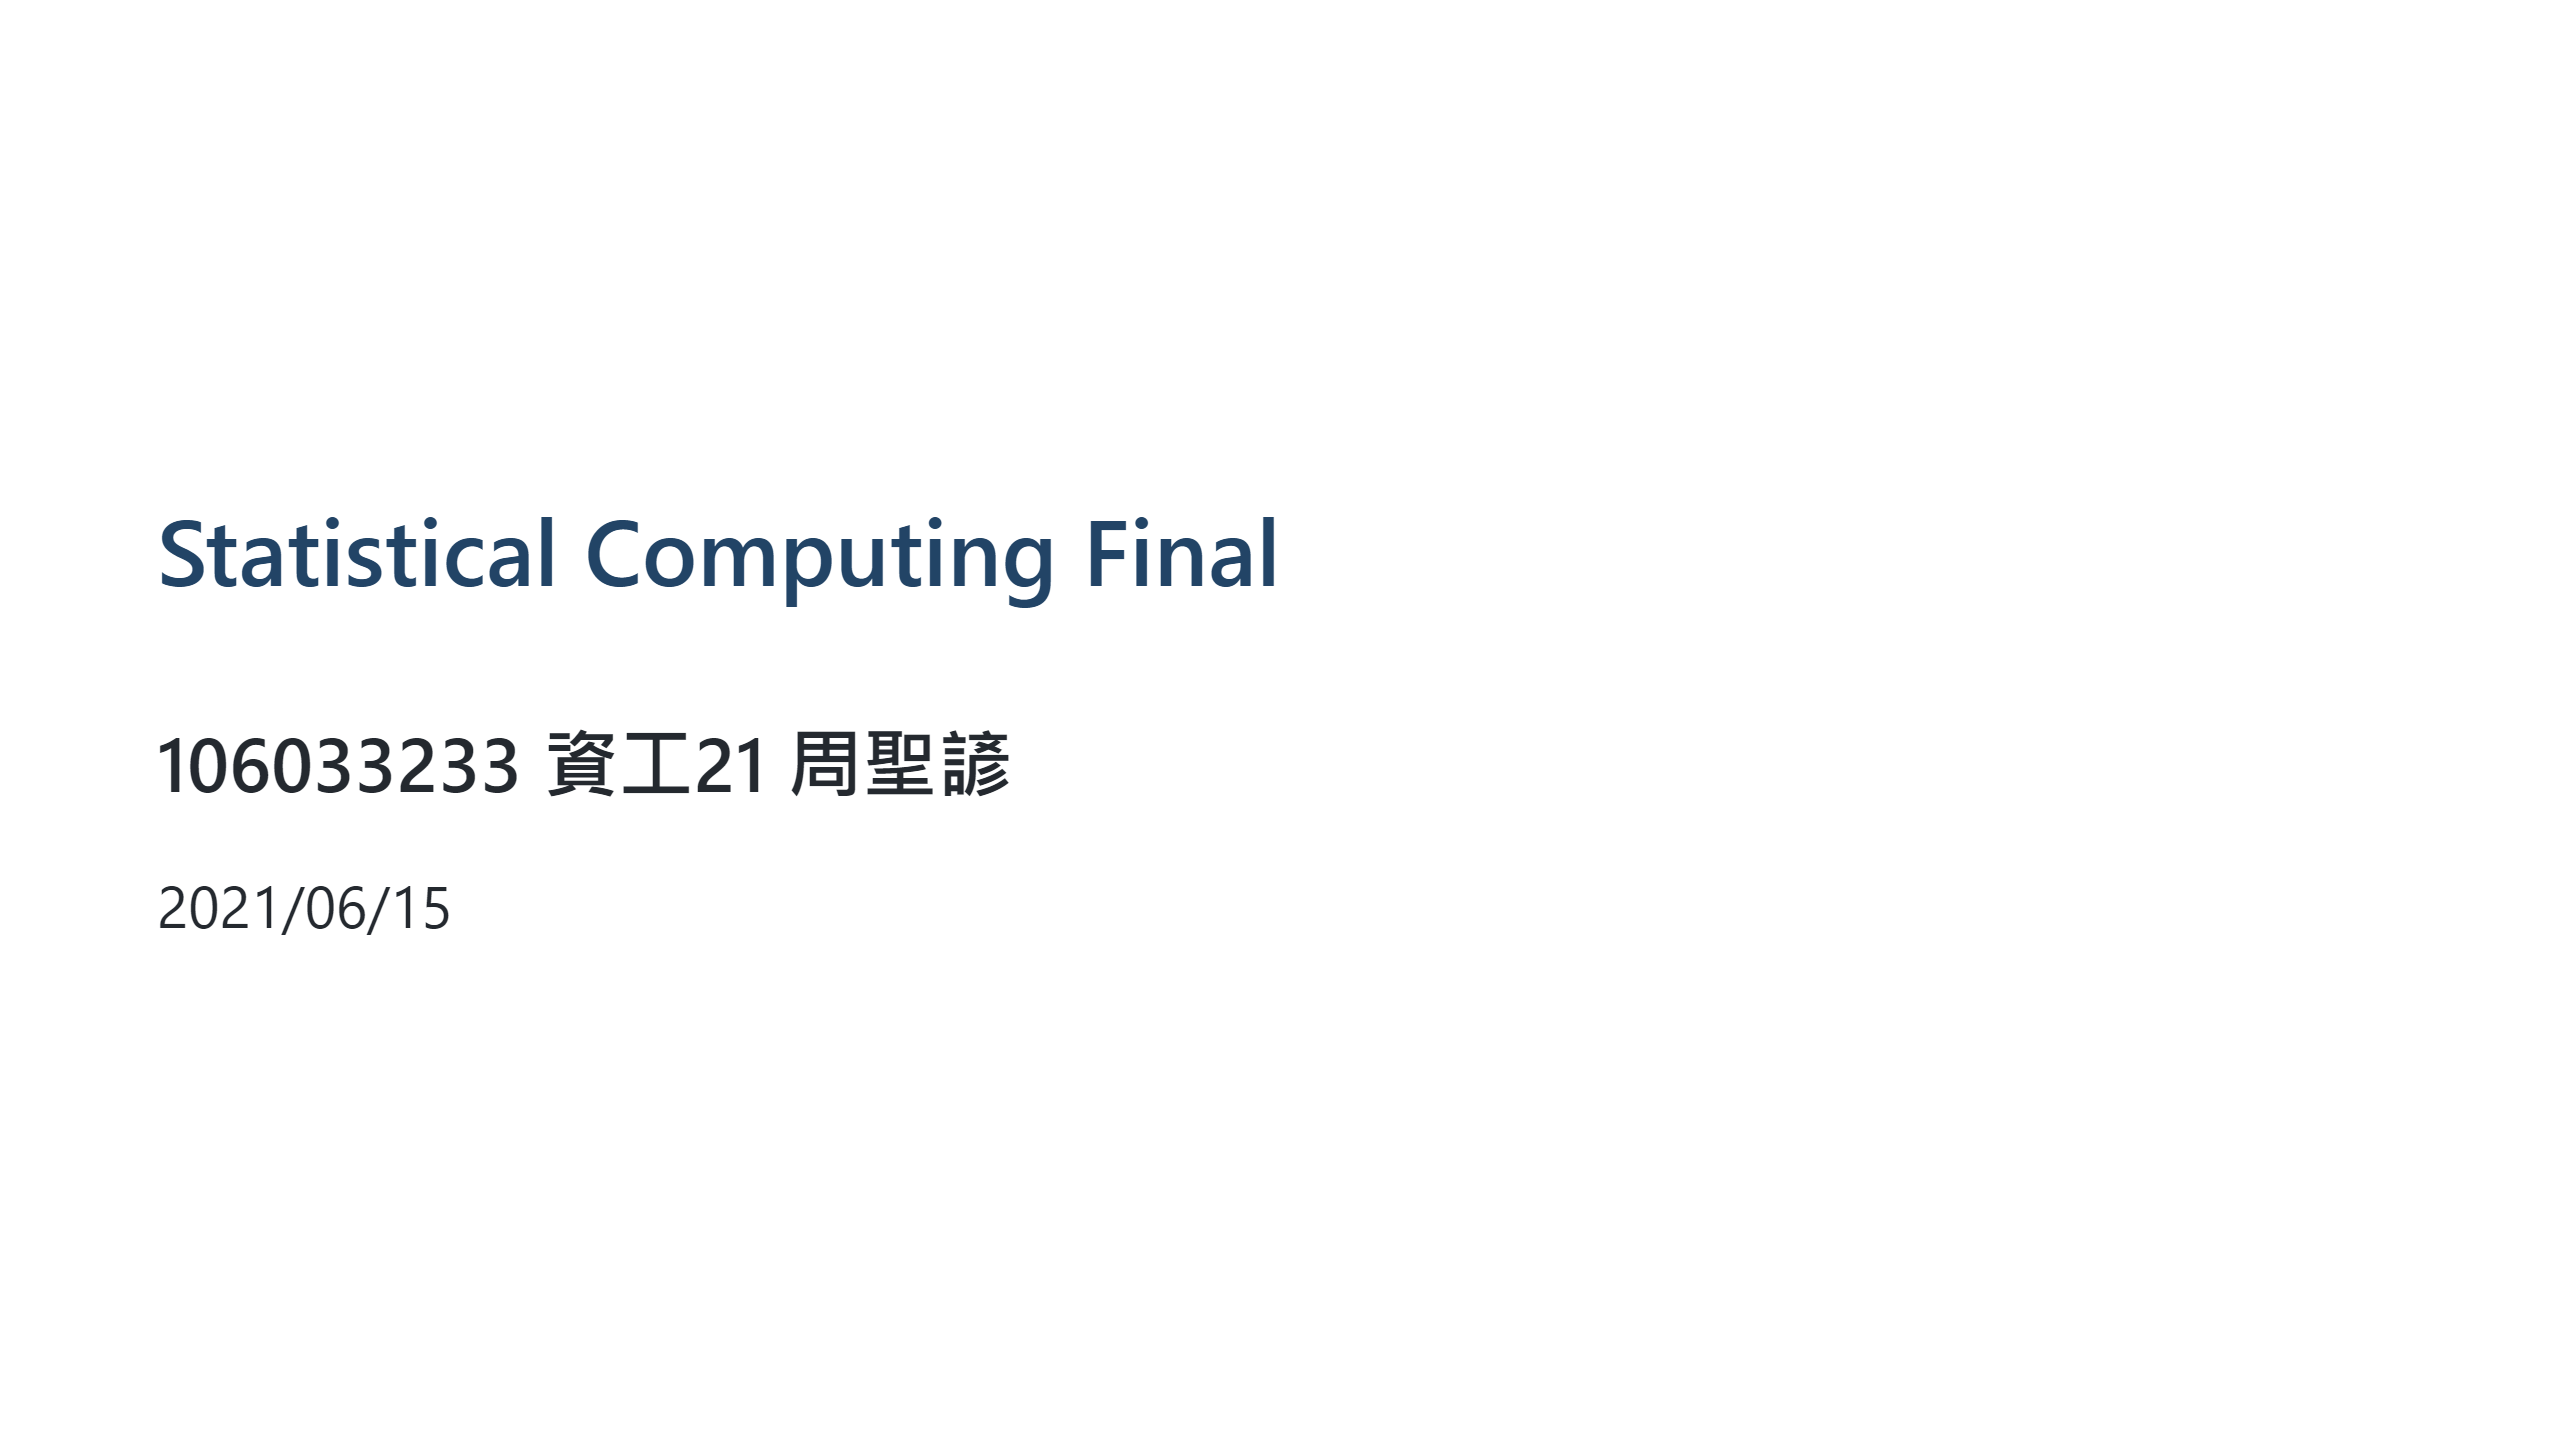 Statistical Computing Final
106033233 資工21 周聖諺
2021/06/15